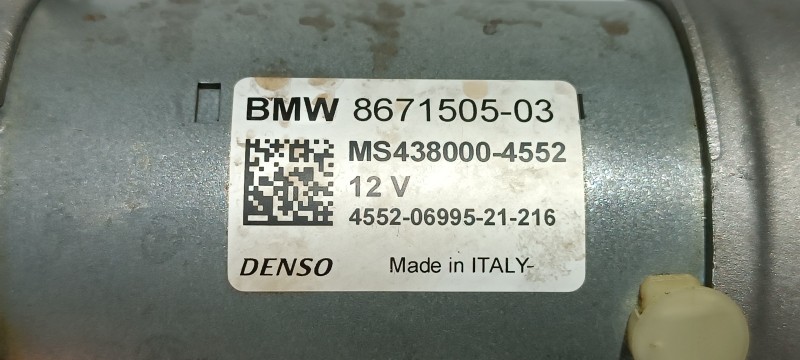 BMW 8671505-03
MS438000-4552
12 V
4552-06995-21-216
DENSO Made in ITALY-